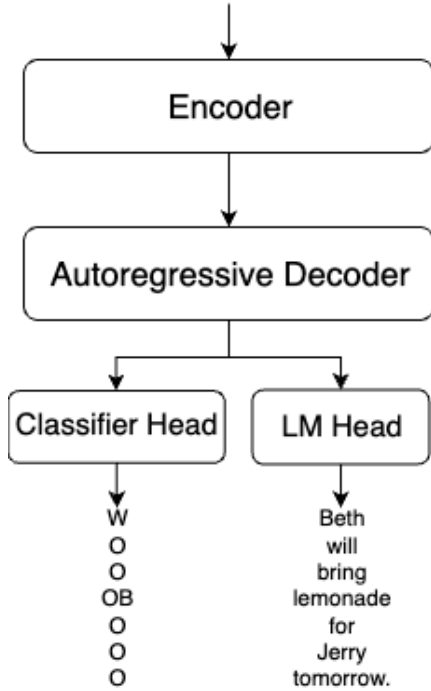 Encoder
Autoregressive Decoder
Classifier Head
LM Head
W Beth
O will
O bring
OB lemonade
O for
O Jerry
O tomorrow.